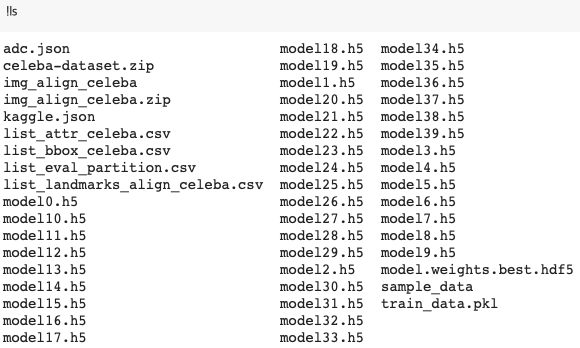 !ls
adc.json model18.h5 model34.h5
celeba-dataset.zip model19.h5 model35.h5
img_align_celeba model1.h5 model36.h5
img_align_celeba.zip model20.h5 model37.h5
kaggle.json model21.h5 model38.h5
list_attr_celeba.csv model22.h5 model39.h5
list_bbox_celeba.csv model23.h5 model3.h5
list_eval_partition.csv model24.h5 model4.h5
list_landmarks_align_celeba.csv model25.h5 model5.h5
model0.h5 model26.h5 model6.h5
model10.h5 model27.h5 model7.h5
model11.h5 model28.h5 model8.h5
model12.h5 model29.h5 model9.h5
model13.h5 model2.h5 model.weights.best.hdf5
model14.h5 model30.h5 sample_data
model15.h5 model31.h5 train_data.pkl
model16.h5 model32.h5
model17.h5 model33.h5